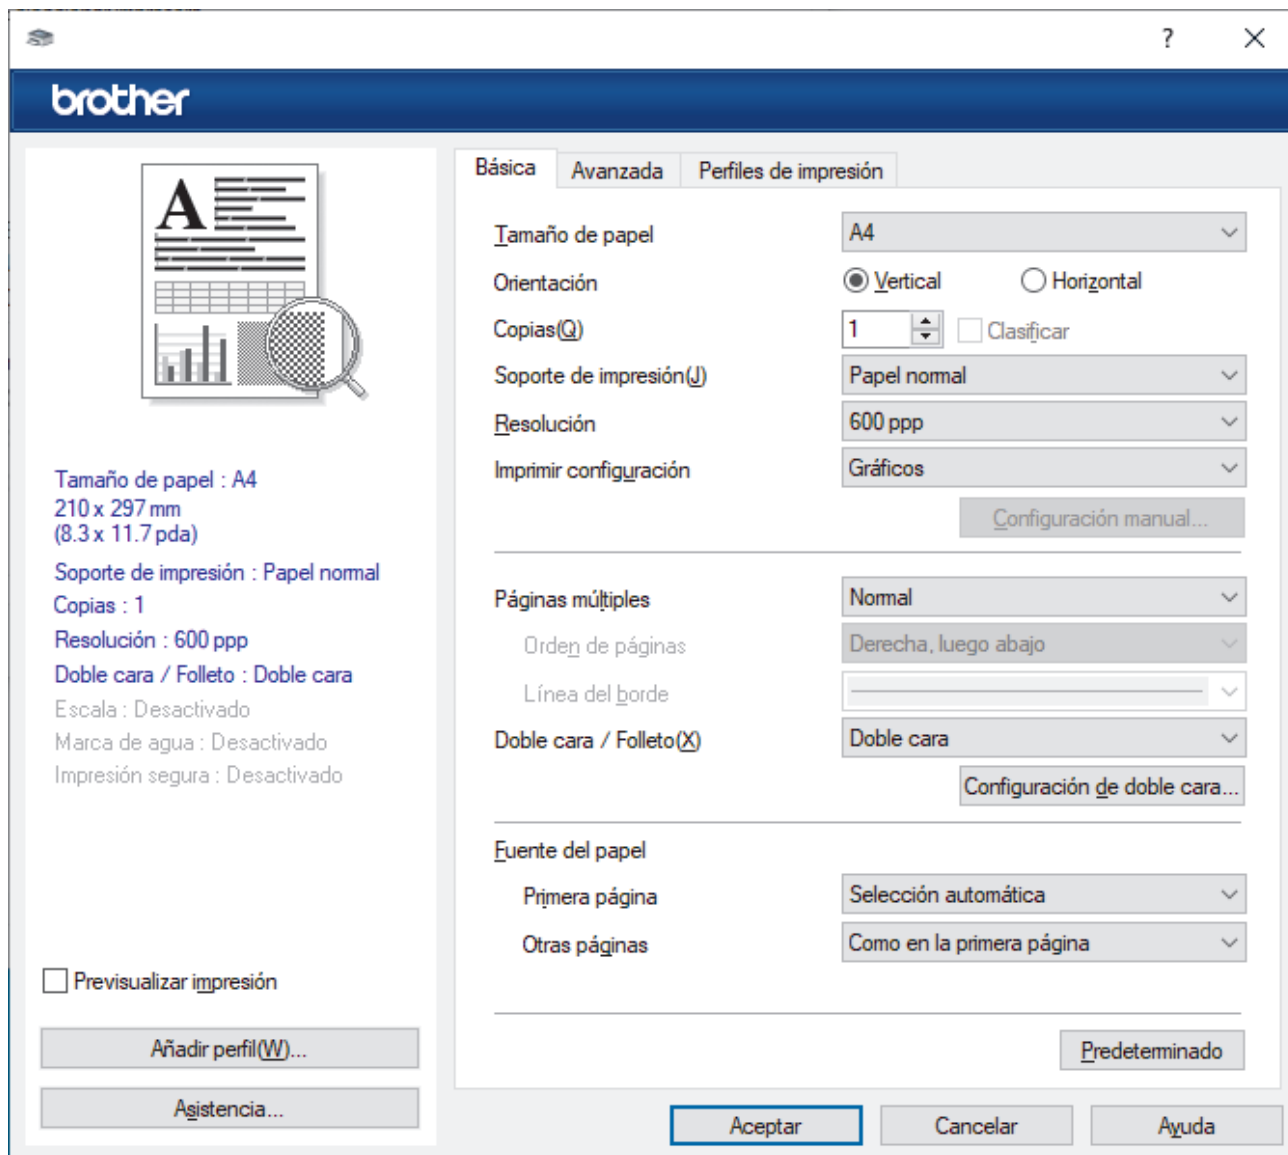 ?
brother
A
Tamaño de papel : A4
210 x 297 mm
(8.3 x 11.7 pda)
Soporte de impresión : Papel normal
Copias : 1
Resolución : 600 ppp
Doble cara / Folleto : Doble cara
Escala : Desactivado
Marca de agua : Desactivado
Impresión segura : Desactivado
Previsualizar impresión
Añadir perfil(W)...
Asistencia...
Básica Avanzada Perfiles de impresión
Tamaño de papel A4
Orientación Vertical Horizontal
Copias(Q) 1 Clasificar
Soporte de impresión(J) Papel normal
Resolución 600 ppp
Imprimir configuración Gráficos
Configuración manual...
Páginas múltiples Normal
Orden de páginas Derecha, luego abajo
Línea del borde
Doble cara / Folleto(X) Doble cara
Configuración de doble cara...
Fuente del papel
Primera página Selección automática
Otras páginas Como en la primera página
Predeterminado
Aceptar Cancelar Ayuda